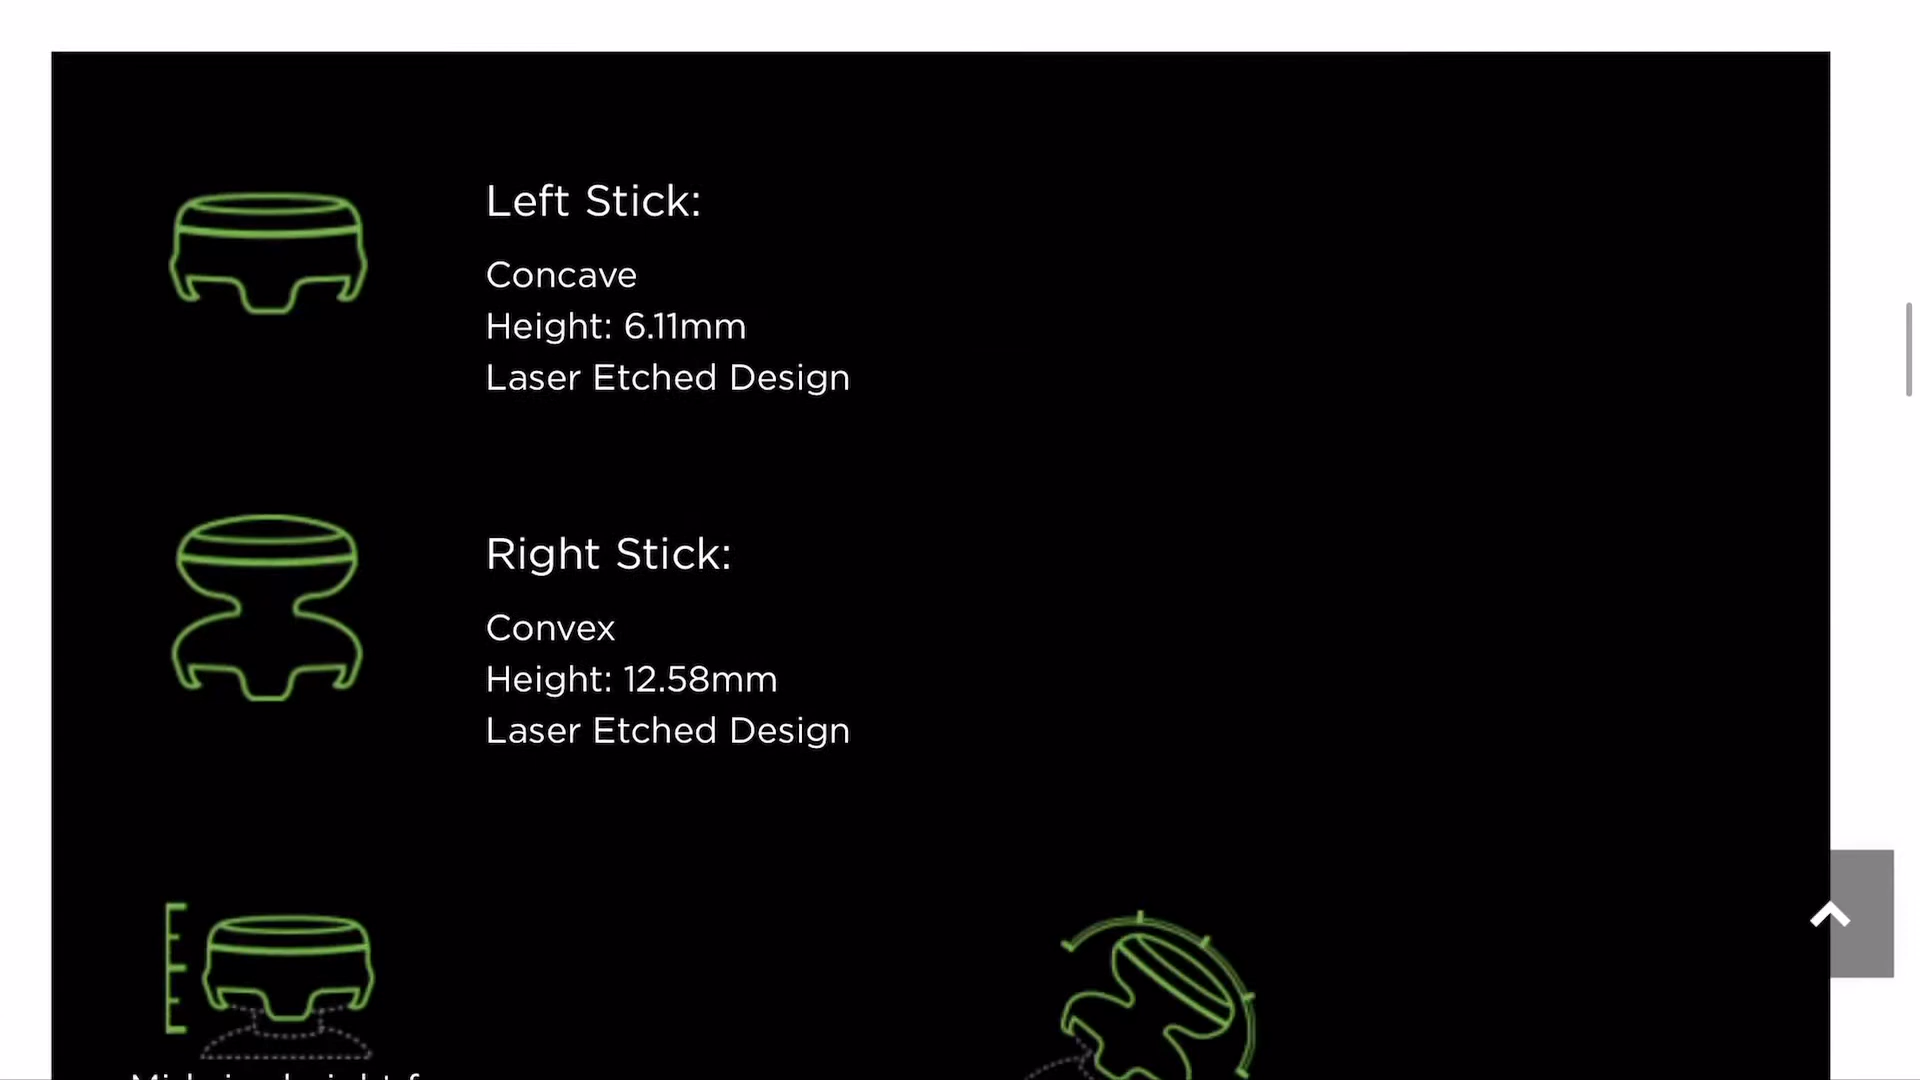 Left Stick:
Concave
Height: 6.11mm
Laser Etched Design
Right Stick:
Convex
Height: 12.58mm
Laser Etched Design